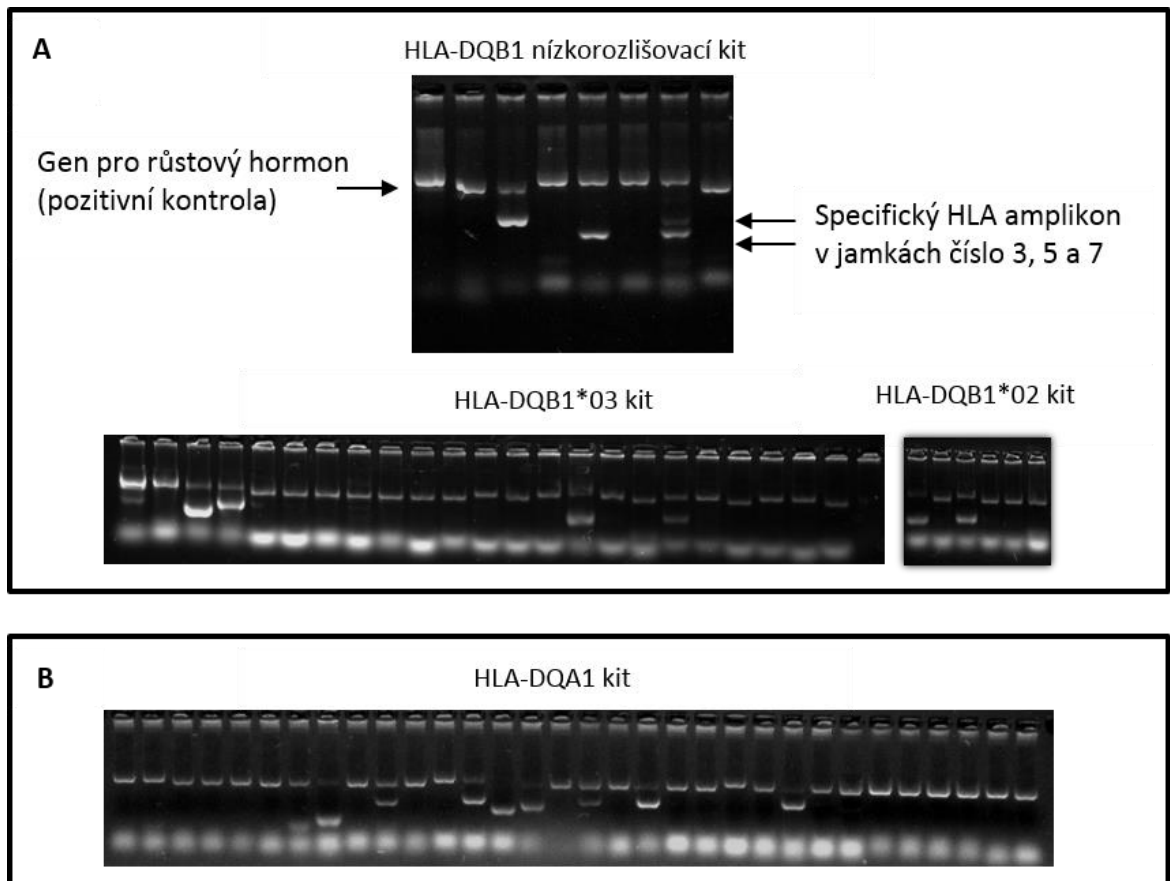 A
HLA-DQB1 nízkorozlišovací kit
Gen pro růstový hormon
(pozitivní kontrola)
Specifický HLA amplikon
v jamkách číslo 3, 5 a 7
HLA-DQB1*03 kit
HLA-DQB1*02 kit
B
HLA-DQA1 kit